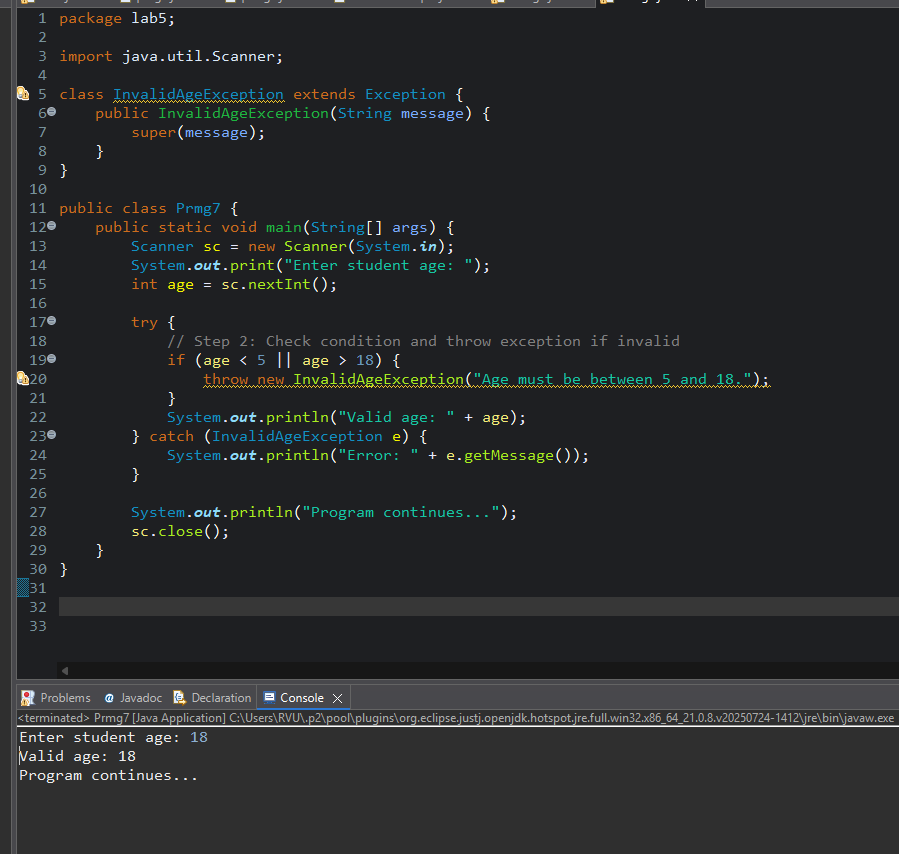 1 package lab5;
2
3 import java.util.Scanner;
4
5 class InvalidAgeException extends Exception {
6 public InvalidAgeException(String message) {
7 super(message);
8 }
9 }
10
11 public class Prmg7 {
12 public static void main(String[] args) {
13 Scanner sc = new Scanner(System.in);
14 System.out.print("Enter student age: ");
15 int age = sc.nextInt();
16
17 try {
18 // Step 2: Check condition and throw exception if invalid
19 if (age < 5 || age > 18) {
20 throw new InvalidAgeException("Age must be between 5 and 18.");
21 }
22 System.out.println("Valid age: " + age);
23 } catch (InvalidAgeException e) {
24 System.out.println("Error: " + e.getMessage());
25 }
26
27 System.out.println("Program continues...");
28 sc.close();
29 }
30 }
31
32
33
Problems @ Javadoc Declaration Console
<terminated> Prmg7 [Java Application] C:\Users\RVU\.p2\pool\plugins\org.eclipse.justj.openjdk.hotspot.jre.full.win32.x86_64_21.0.8.v20250724-1412\jre\bin\javaw.exe
Enter student age: 18
Valid age: 18
Program continues...